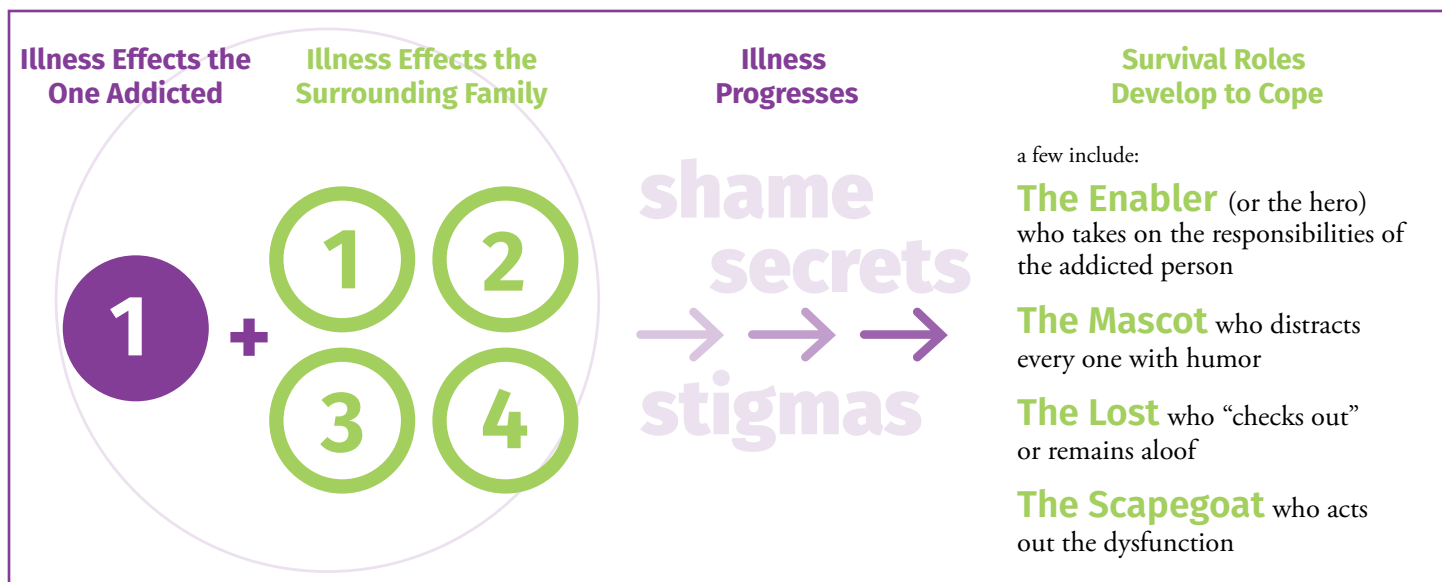 Illness Effects the
One Addicted
Illness Effects the
Surrounding Family
Illness
Progresses
Survival Roles
Develop to Cope
1
+
1
2
3
4
shame
secrets
stigmas
a few include:
The Enabler (or the hero)
who takes on the responsibilities of
the addicted person
The Mascot who distracts
every one with humor
The Lost who “checks out”
or remains aloof
The Scapegoat who acts
out the dysfunction